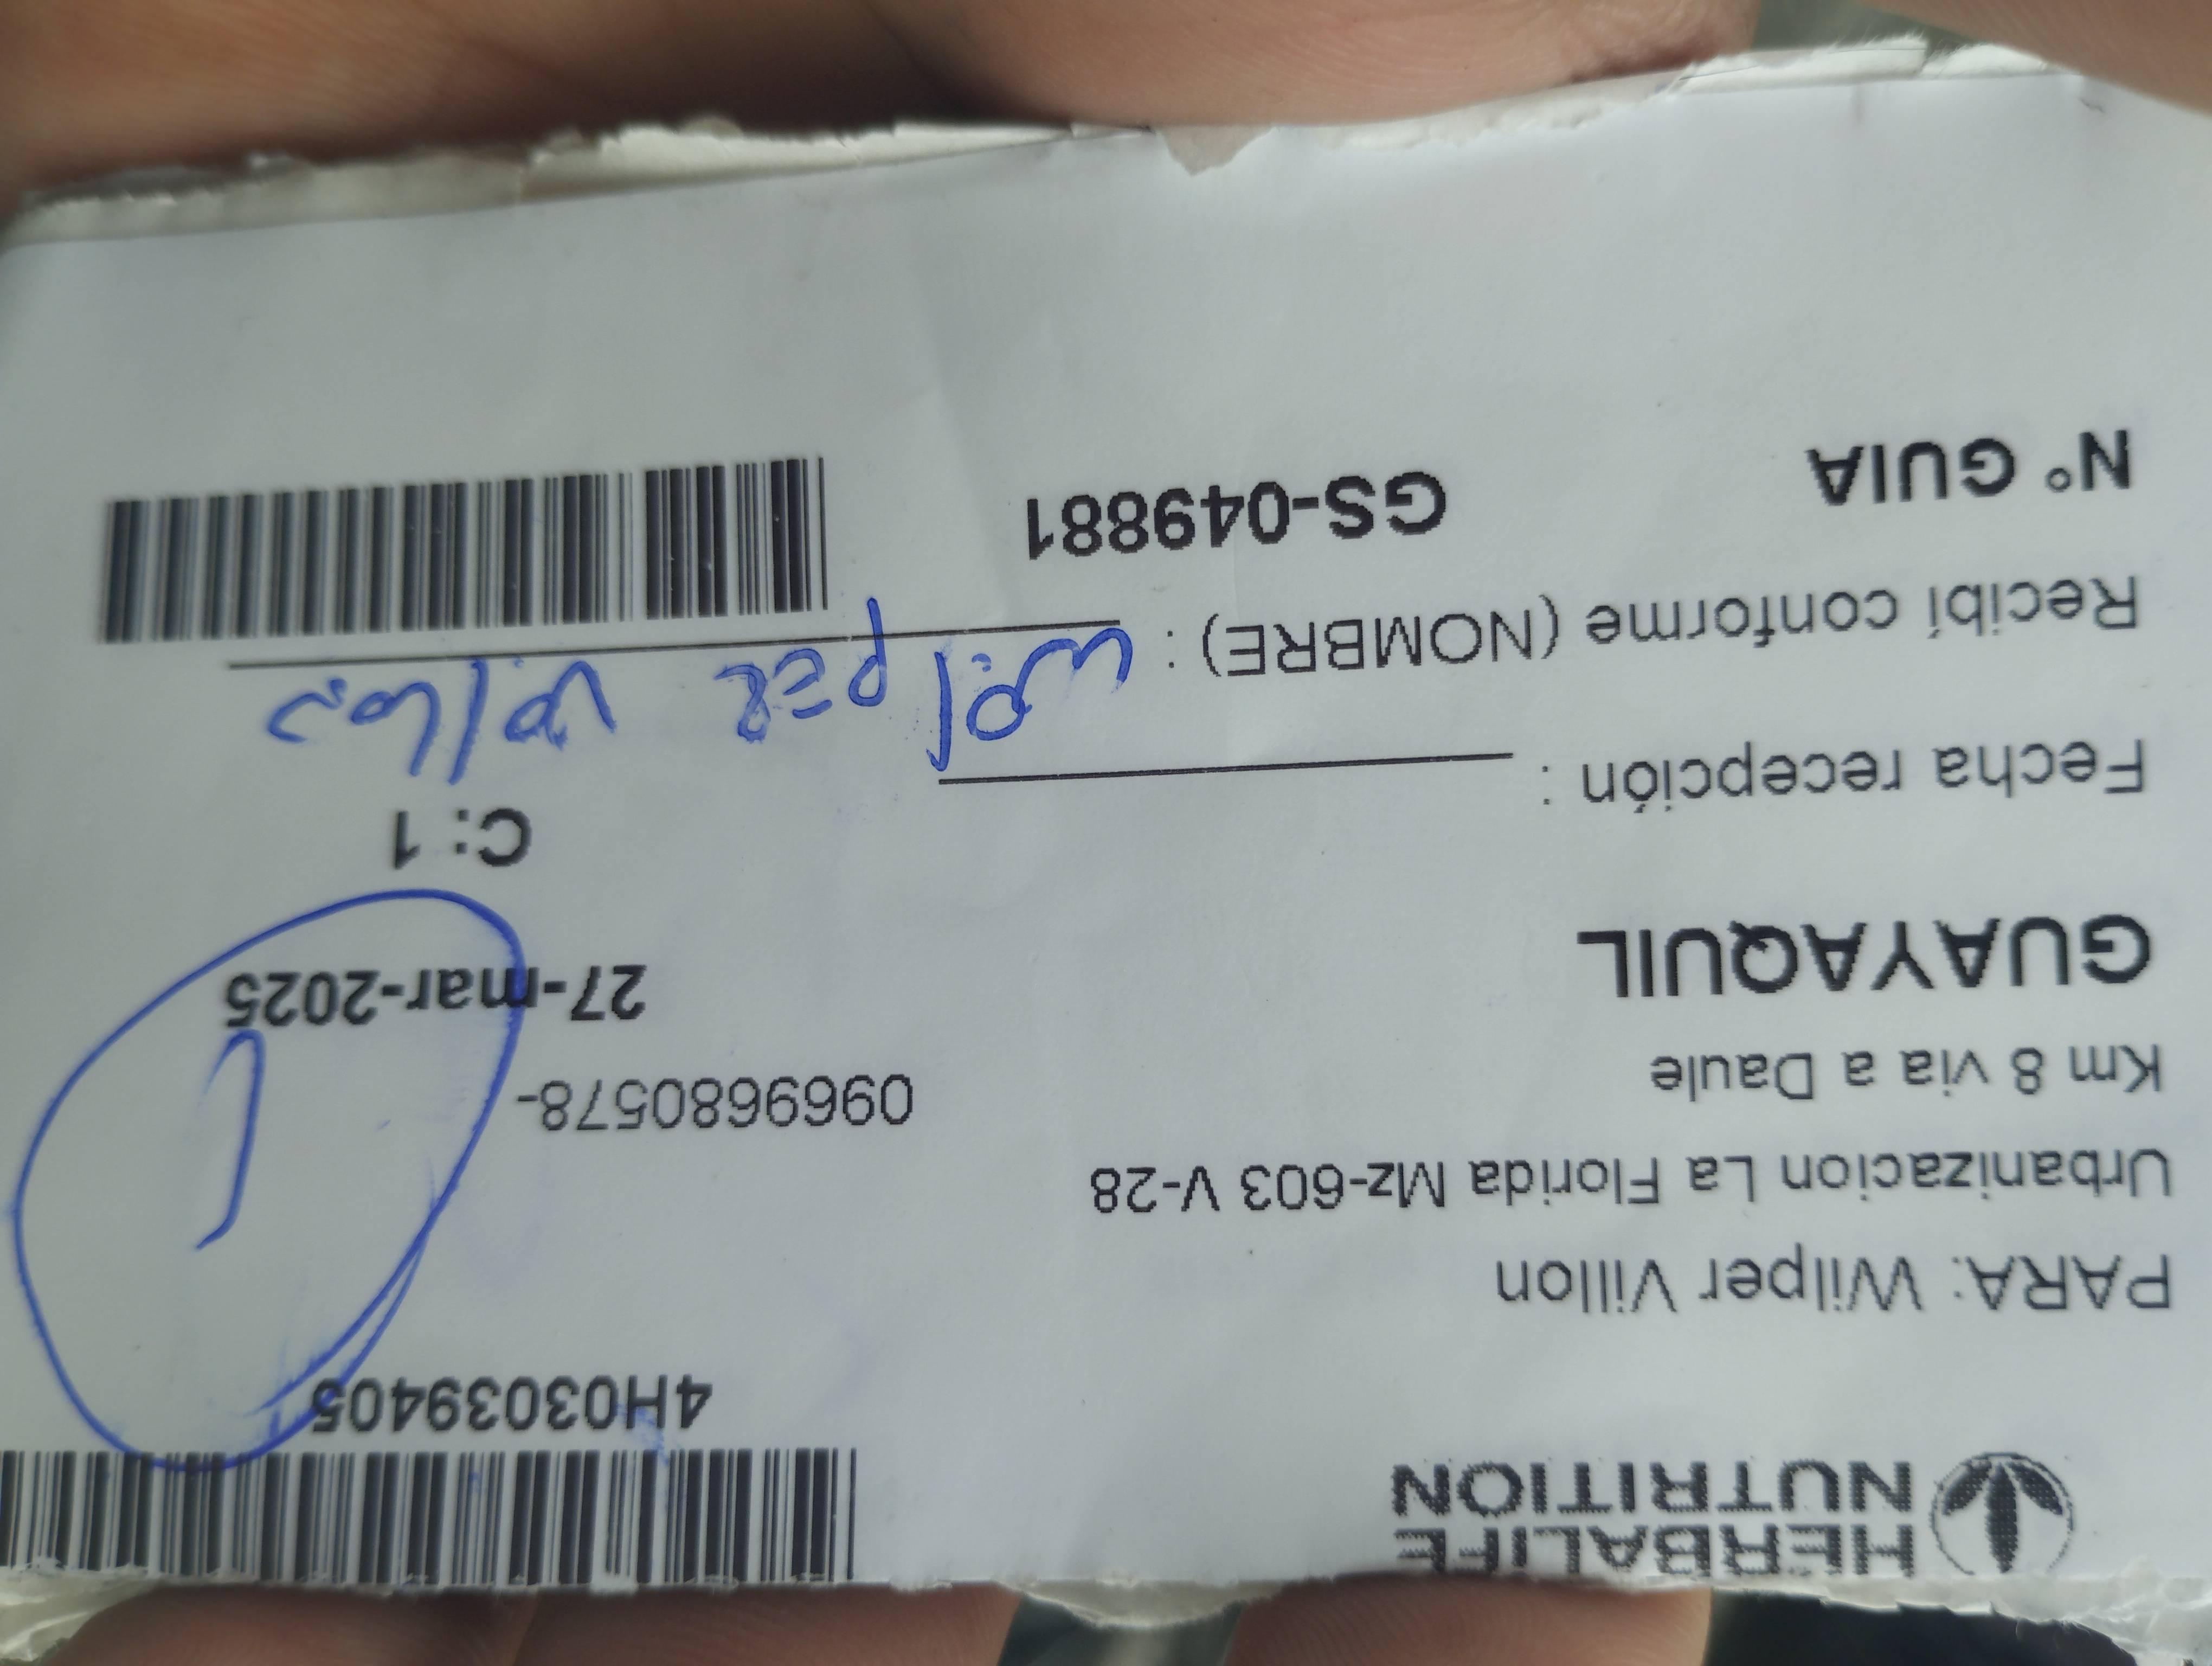 HERBALIFE
NUTRITION
4H03039405
PARA: Wilper Villon
Urbanizacion La Florida Mz-603 V-28
0969680578-
Km 8 via a Daule
GUAYAQUIL
27-mar-2025
C: 1
Fecha recepción :
Recibí conforme (NOMBRE) : Wilper Villon
N° GUIA GS-049881